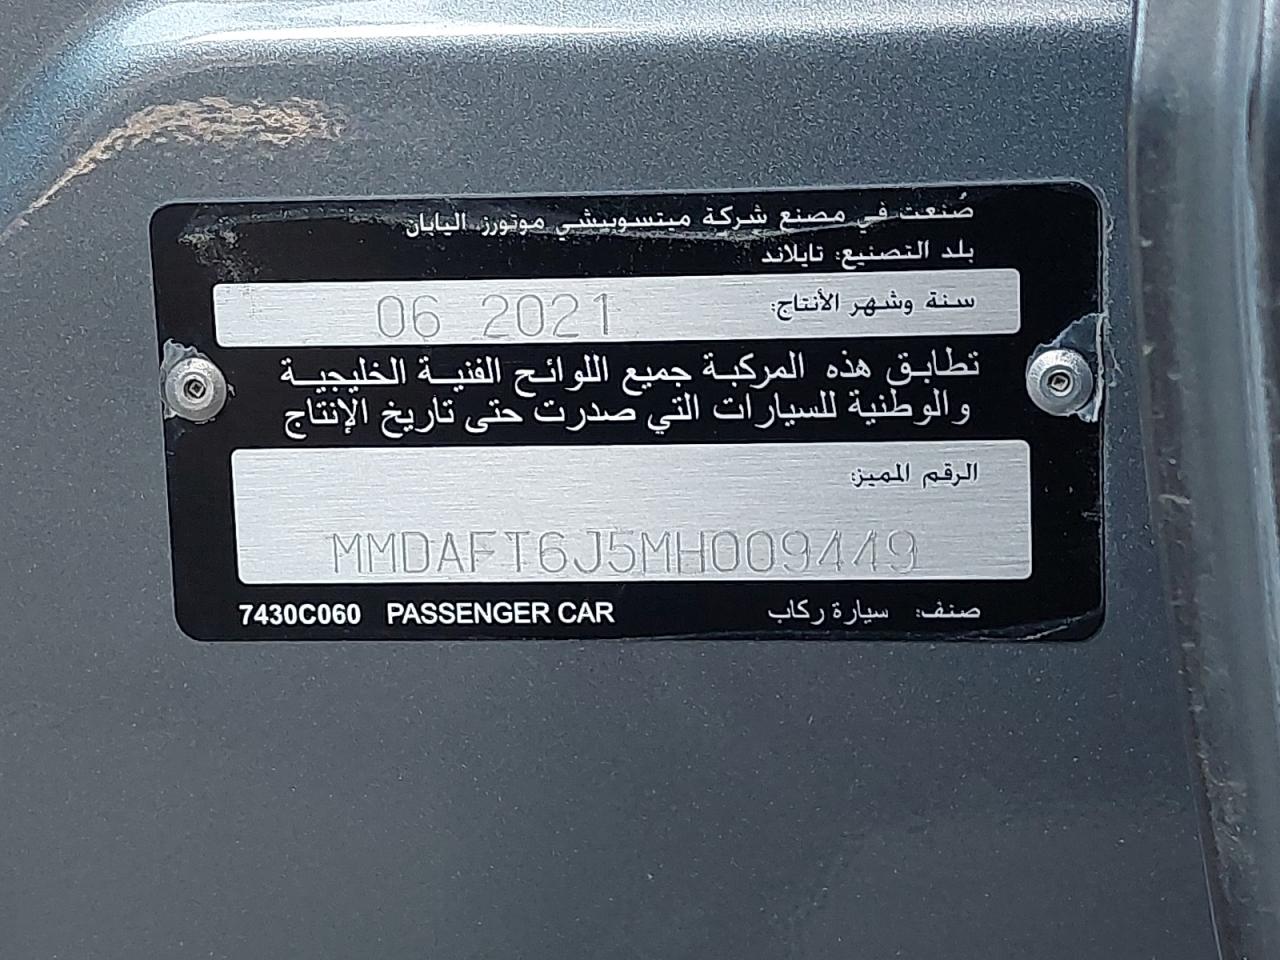 صُنعت في مصنع شركة ميتسوبيشي موتورز اليابان
بلد التصنيع: تايلاند
سنة وشهر الأنتاج: 06 2021
تطابق هذه المركبة جميع اللوائح الفنية الخليجية
والوطنية للسيارات التي صدرت حتى تاريخ الإنتاج
الرقم المميز:
MMDAFT6J5MH009449
صنف: سيارة ركاب PASSENGER CAR 7430C060